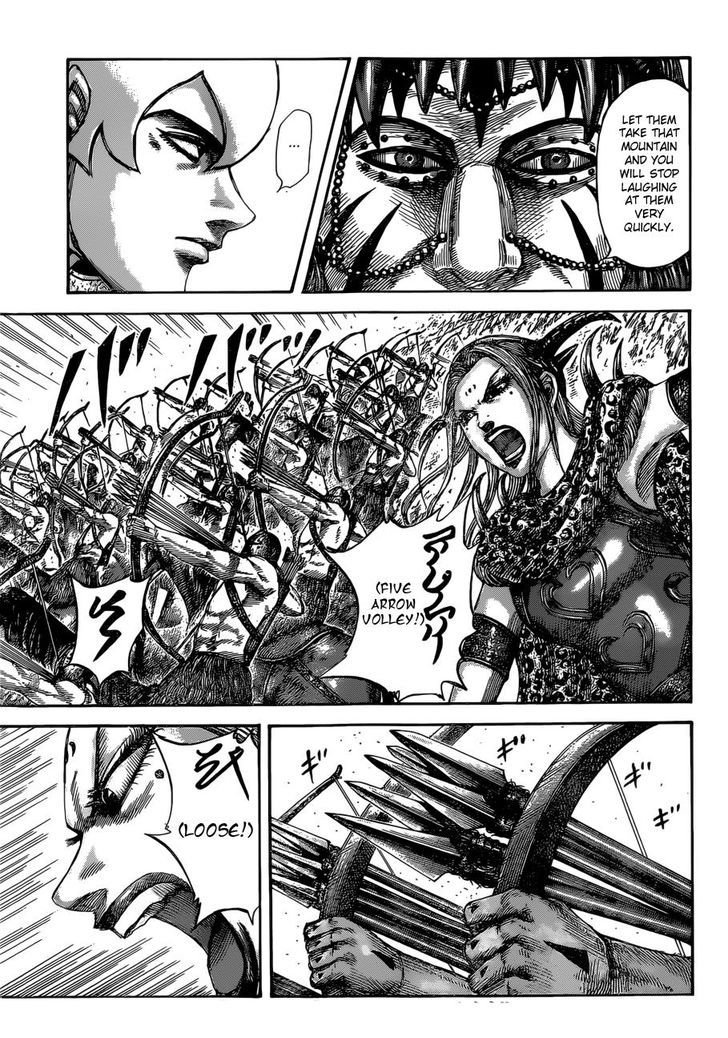 LET THEM
TAKE THAT
MOUNTAIN
AND YOU
WILL STOP
LAUGHING
AT THEM
VERY
QUICKLY.
...
バババ
(FIVE
ARROW
VOLLEY!)
ギ
ギ
ギ
(LOOSE!)